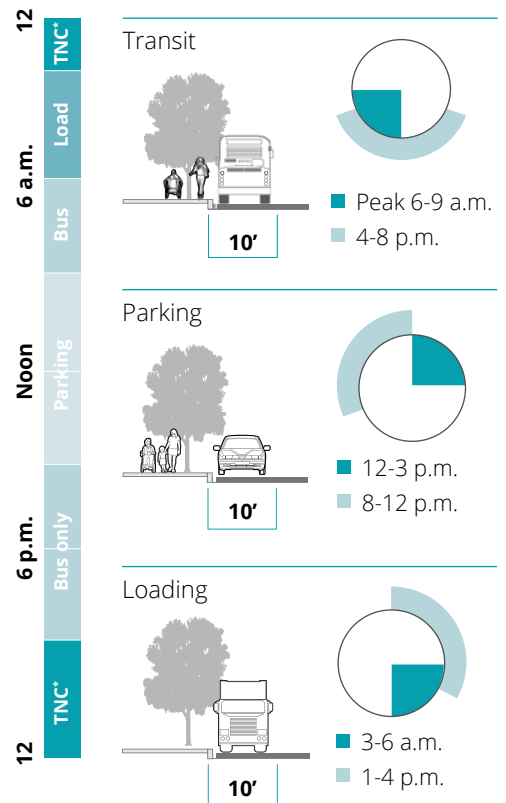 12
TNC*
Load
6 a.m.
Bus
Noon
Parking
6 p.m.
Bus only
TNC*
12
Transit
10’
Peak 6-9 a.m.
4-8 p.m.
Parking
10’
12-3 p.m.
8-12 p.m.
Loading
10’
3-6 a.m.
1-4 p.m.